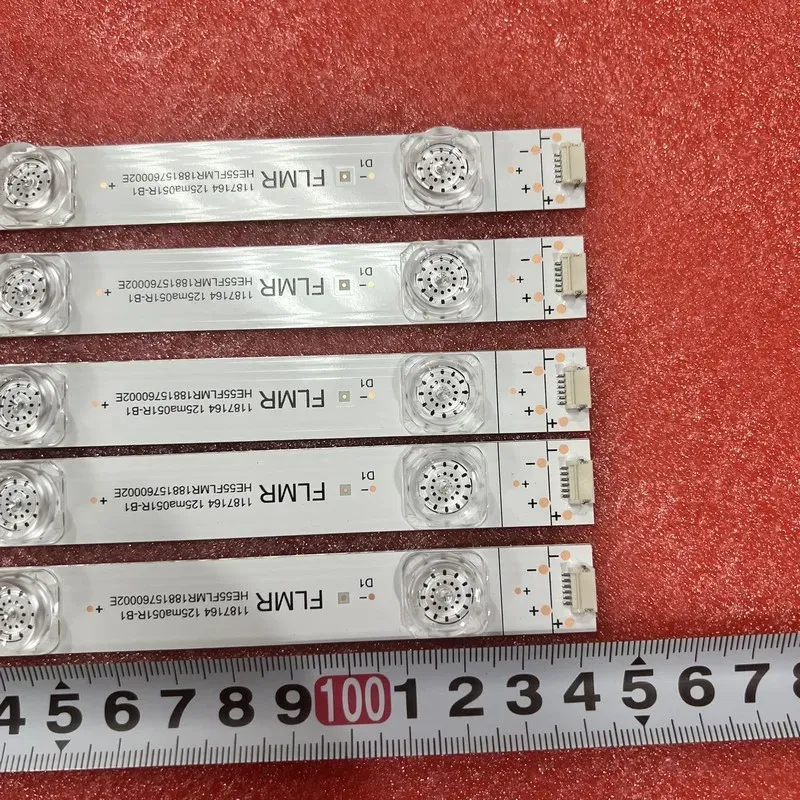 D1
FLMR
1187164 125ma051R-B1
HE55FLMR18815760002E
+ - + - +
D1
FLMR
1187164 125ma051R-B1
HE55FLMR18815760002E
+ - + - +
D1
FLMR
1187164 125ma051R-B1
HE55FLMR18815760002E
+ - + - +
D1
FLMR
1187164 125ma051R-B1
HE55FLMR18815760002E
+ - + - +
D1
FLMR
1187164 125ma051R-B1
HE55FLMR18815760002E
+ - + - +
4 5 6 7 8 9 100 1 2 3 4 5 6 7 8